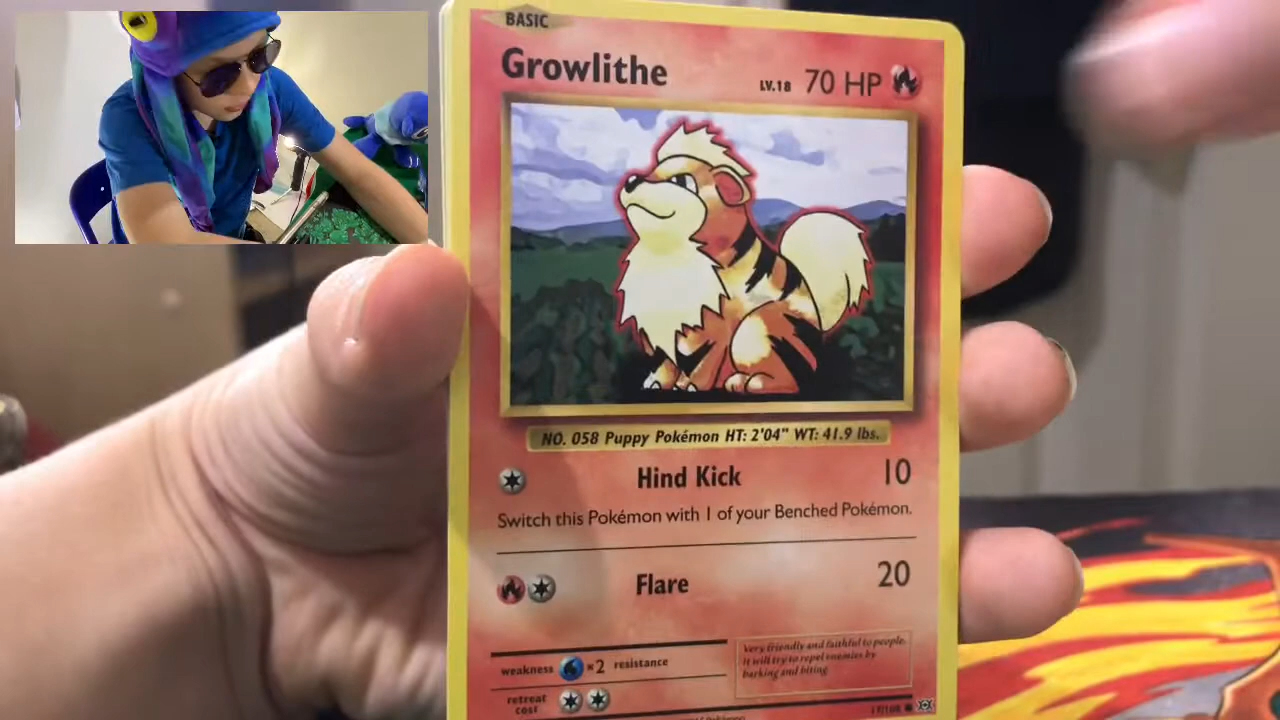 BASIC
Growlithe LV.18 70 HP
NO. 058 Puppy Pokémon HT: 2'04" WT: 41.9 lbs.
Hind Kick 10
Switch this Pokémon with 1 of your Benched Pokémon.
Flare 20
weakness ×2 resistance
Very friendly and faithful to people.
It will try to repel enemies by
barking and biting.
retreat
cost
Pokémon